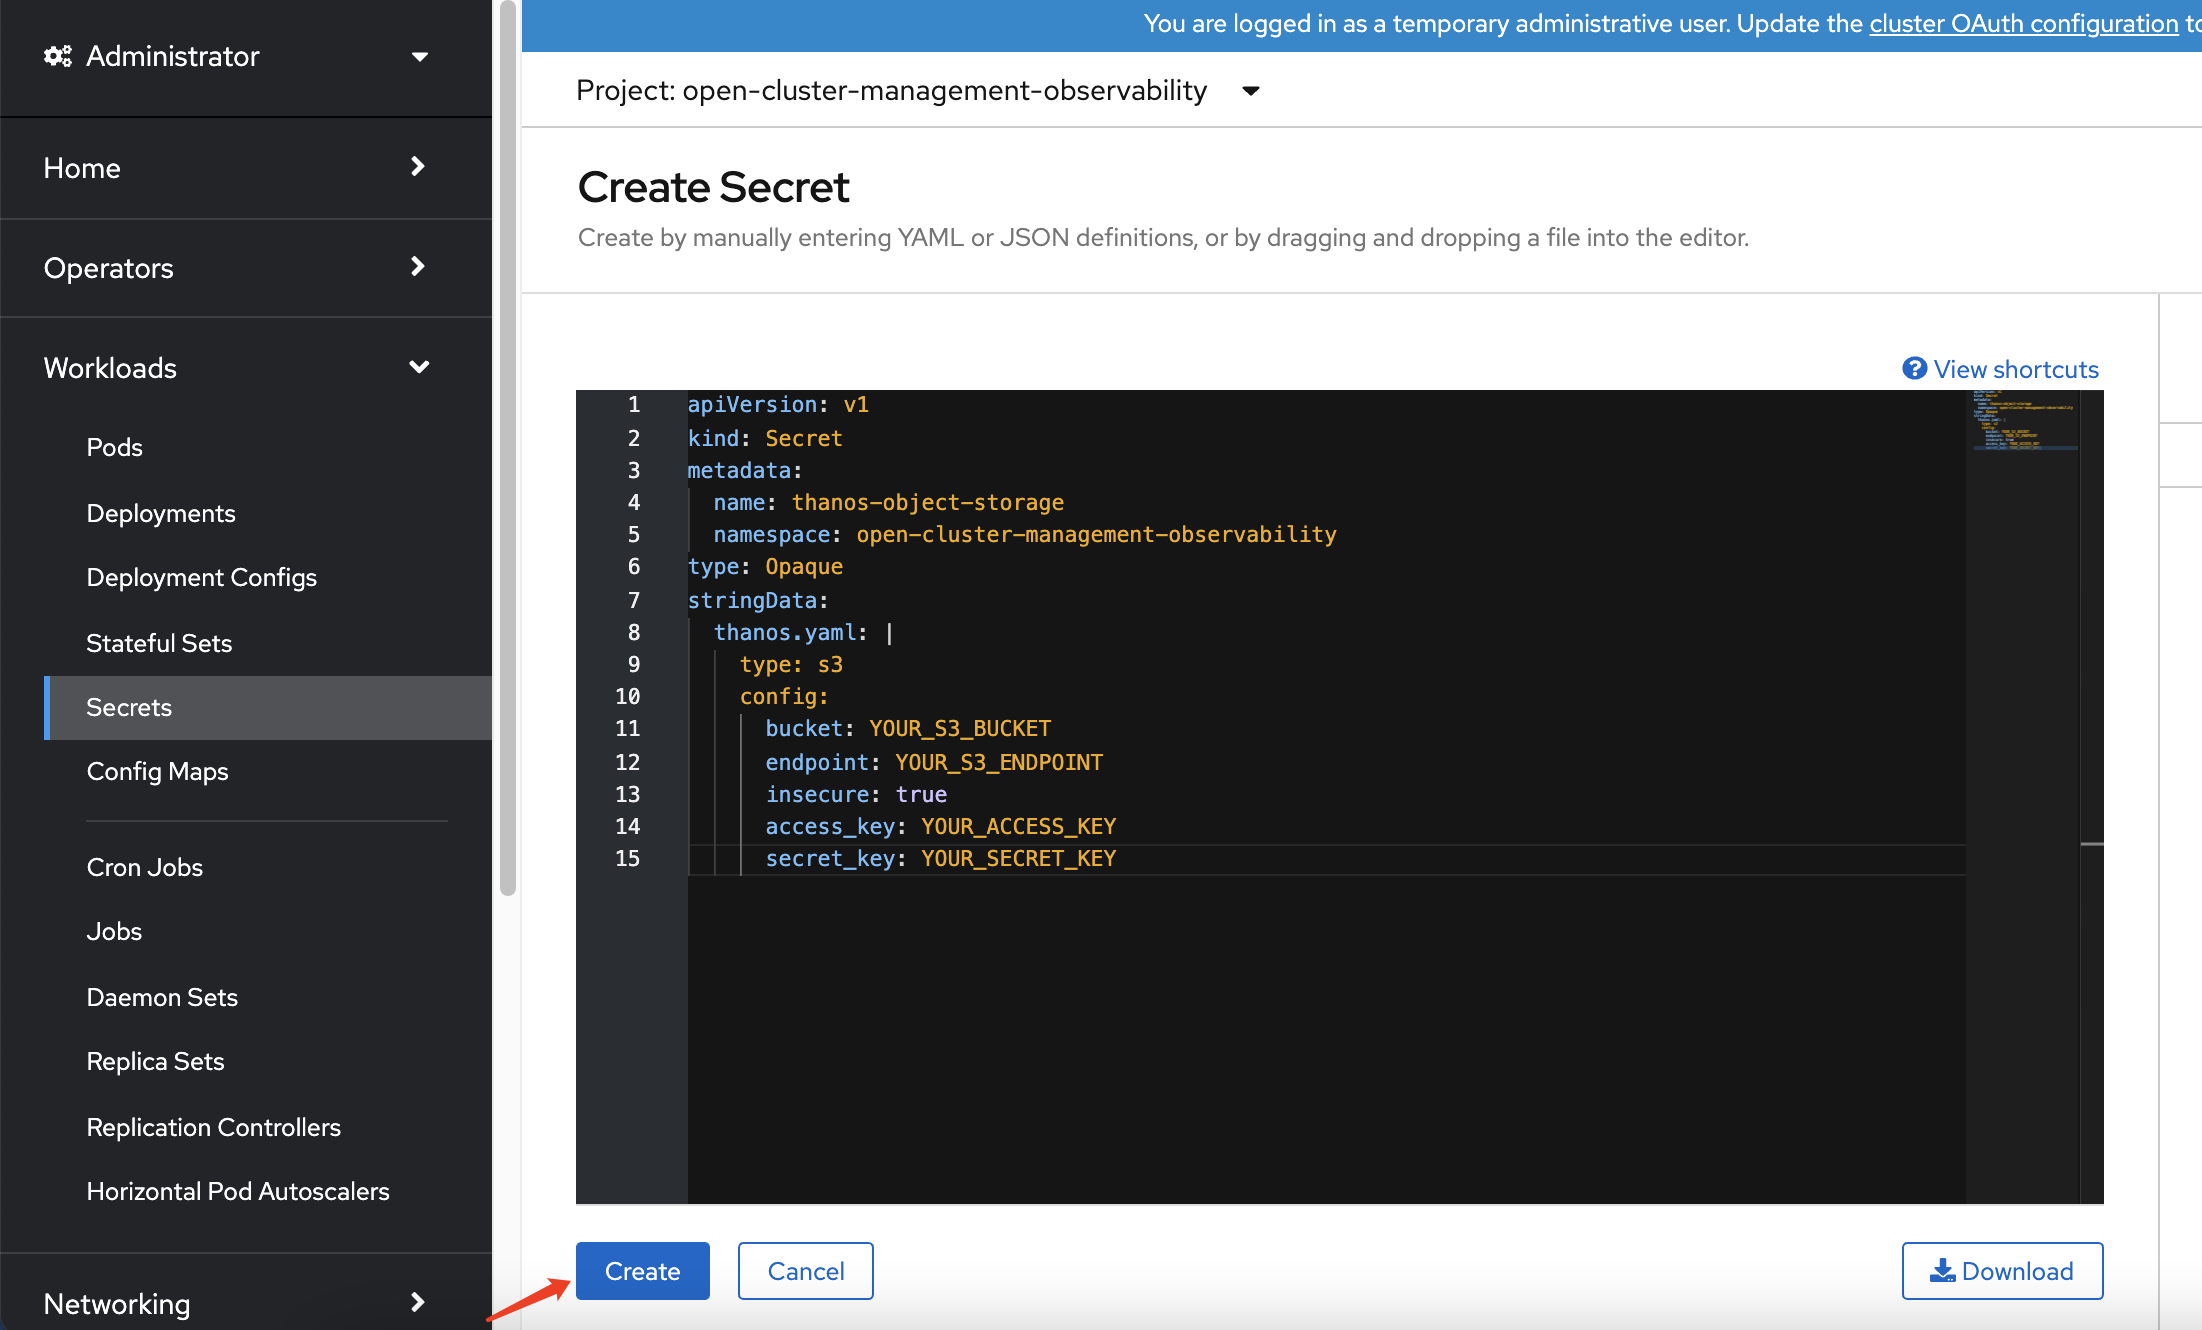 Administrator
Home
Operators
Workloads
Pods
Deployments
Deployment Configs
Stateful Sets
Secrets
Config Maps
Cron Jobs
Jobs
Daemon Sets
Replica Sets
Replication Controllers
Horizontal Pod Autoscalers
Networking
You are logged in as a temporary administrative user. Update the cluster OAuth configuration
Project: open-cluster-management-observability
Create Secret
Create by manually entering YAML or JSON definitions, or by dragging and dropping a file into the editor.
View shortcuts
1 apiVersion: v1
2 kind: Secret
3 metadata:
4 name: thanos-object-storage
5 namespace: open-cluster-management-observability
6 type: Opaque
7 stringData:
8 thanos.yaml: |
9 type: s3
10 config:
11 bucket: YOUR_S3_BUCKET
12 endpoint: YOUR_S3_ENDPOINT
13 insecure: true
14 access_key: YOUR_ACCESS_KEY
15 secret_key: YOUR_SECRET_KEY
Create
Cancel
Download